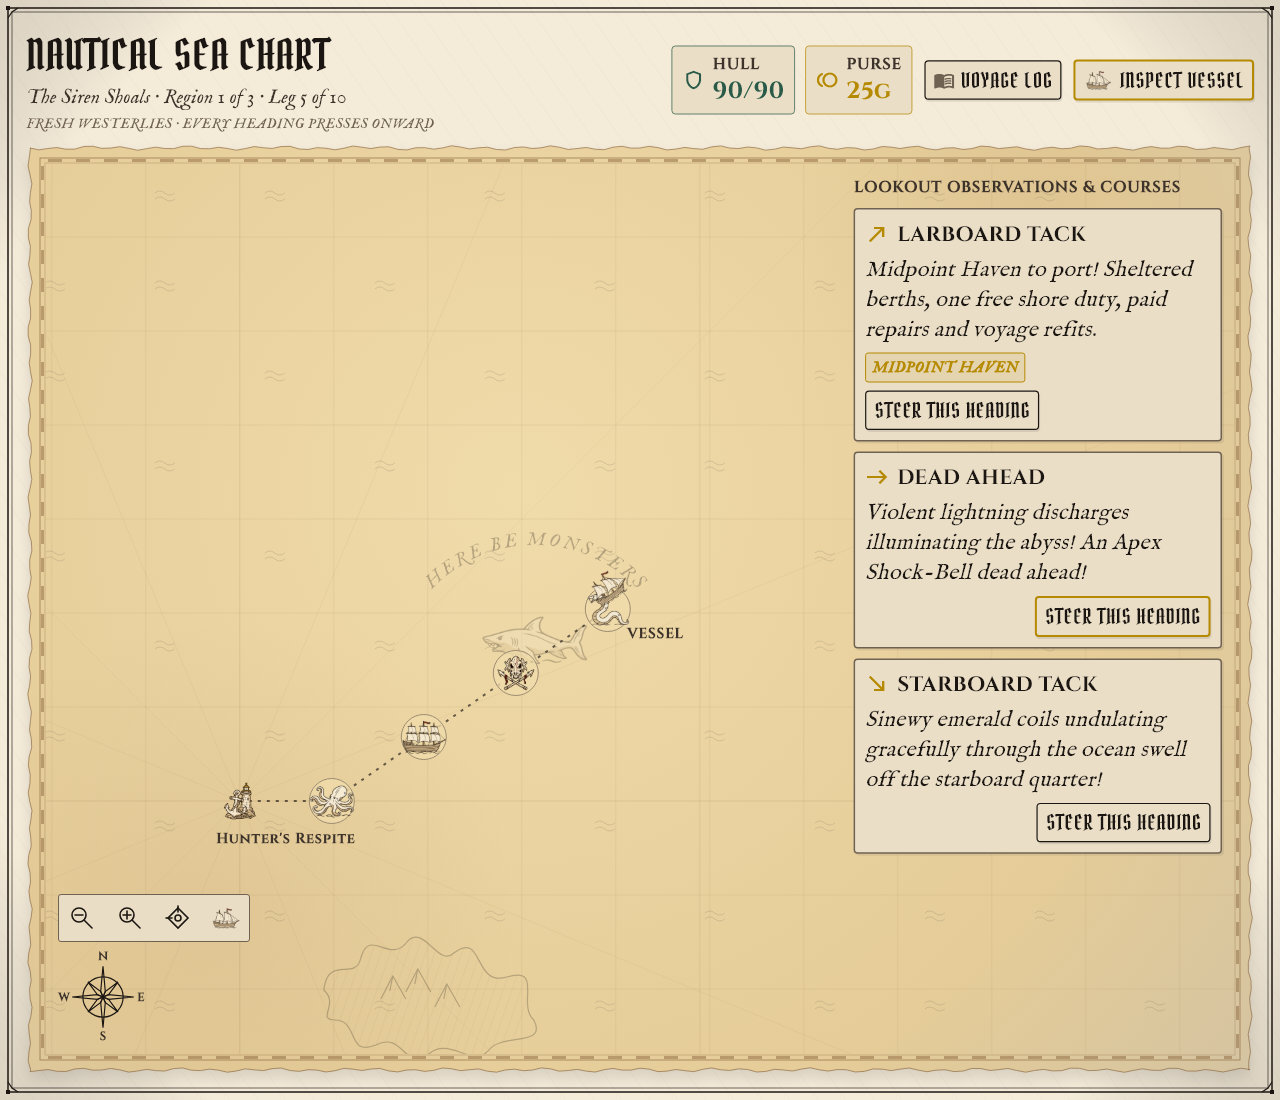 NAUTICAL SEA CHART
The Siren Shoals · Region 1 of 3 · Leg 5 of 10
FRESH WESTERLIES · EVERY HEADING PRESSES ONWARD
HULL
90/90
PURSE
25G
VOYAGE LOG
INSPECT VESSEL
LOOKOUT OBSERVATIONS & COURSES
LARBOARD TACK
Midpoint Haven to port! Sheltered
berths, one free shore duty, paid
repairs and voyage refits.
MIDPOINT HAVEN
STEER THIS HEADING
DEAD AHEAD
Violent lightning discharges
illuminating the abyss! An Apex
Shock-Bell dead ahead!
STEER THIS HEADING
STARBOARD TACK
Sinewy emerald coils undulating
gracefully through the ocean swell
off the starboard quarter!
STEER THIS HEADING
HERE BE MONSTERS
VESSEL
HUNTER'S RESPITE
N
W
E
S